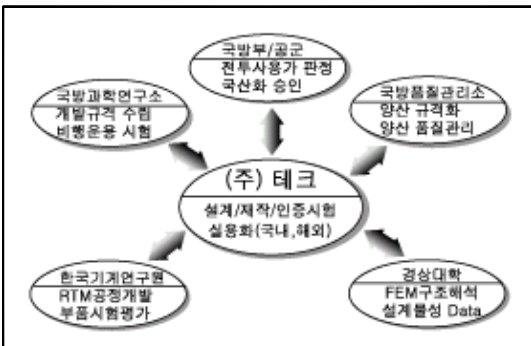 국방부/공군
전투사용가 판정
국산화 승인
국방과학연구소
개발규격 수립
비행운용 시험
국방품질관리소
양산 규격화
양산 품질관리
(주) 테크
설계/제작/인증시험
실용화(국내,해외)
한국기계연구원
RTM공정개발
부품시험평가
경상대학
FEM구조해석
설계물성 Data